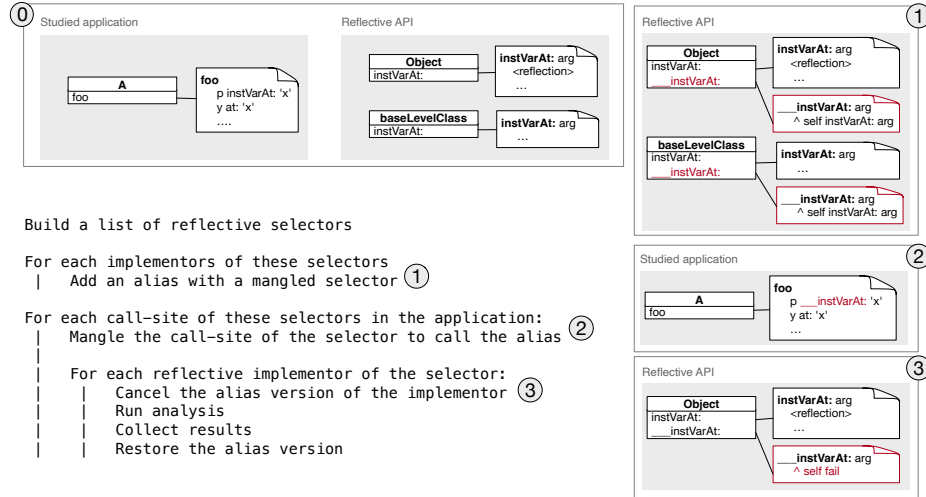 0
Studied application
A
foo
foo
p instVarAt: 'x'
y at: 'x'
....
Reflective API
Object
instVarAt:
instVarAt: arg
<reflection>
...
baseLevelClass
instVarAt:
instVarAt: arg
...
1
Reflective API
Object
instVarAt:
___instVarAt:
instVarAt: arg
<reflection>
...
___instVarAt: arg
^ self instVarAt: arg
baseLevelClass
instVarAt:
___instVarAt:
instVarAt: arg
...
___instVarAt: arg
^ self instVarAt: arg
Build a list of reflective selectors
For each implementors of these selectors
| Add an alias with a mangled selector 1
For each call-site of these selectors in the application:
| Mangle the call-site of the selector to call the alias 2
|
| For each reflective implementor of the selector:
| | Cancel the alias version of the implementor 3
| | Run analysis
| | Collect results
| | Restore the alias version
2
Studied application
A
foo
foo
p ___instVarAt: 'x'
y at: 'x'
...
3
Reflective API
Object
instVarAt:
___instVarAt:
instVarAt: arg
<reflection>
...
___instVarAt: arg
^ self fail